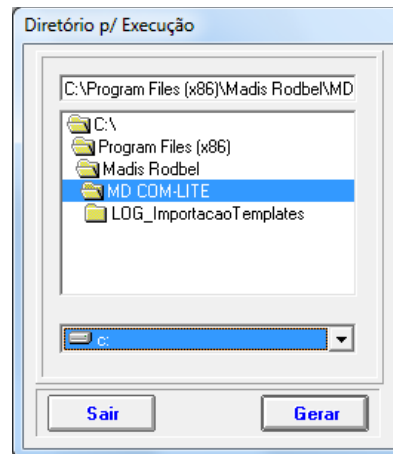 Diretório p/ Execução
C:\Program Files (x86)\Madis Rodbel\MD
C:\
Program Files (x86)
Madis Rodbel
MD COM-LITE
LOG_ImportacaoTemplates
c:
Sair
Gerar